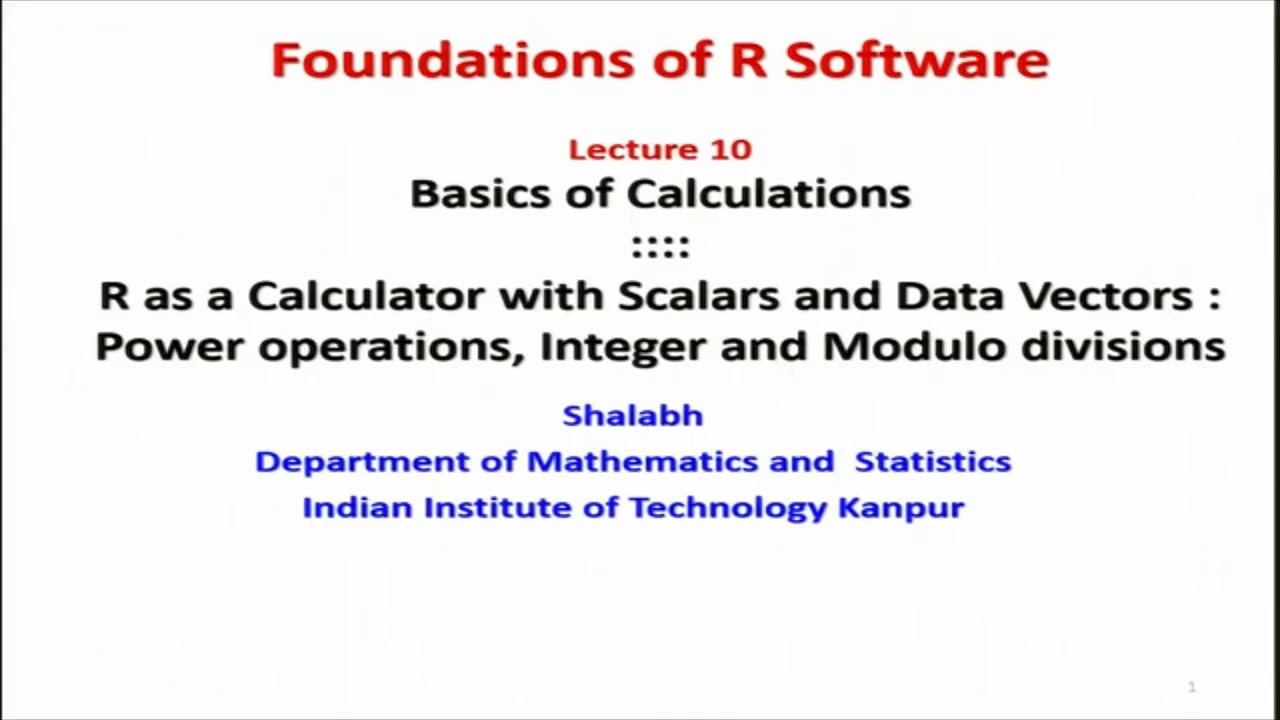 Foundations of R Software
Lecture 10
Basics of Calculations
::::
R as a Calculator with Scalars and Data Vectors :
Power operations, Integer and Modulo divisions
Shalabh
Department of Mathematics and Statistics
Indian Institute of Technology Kanpur
1